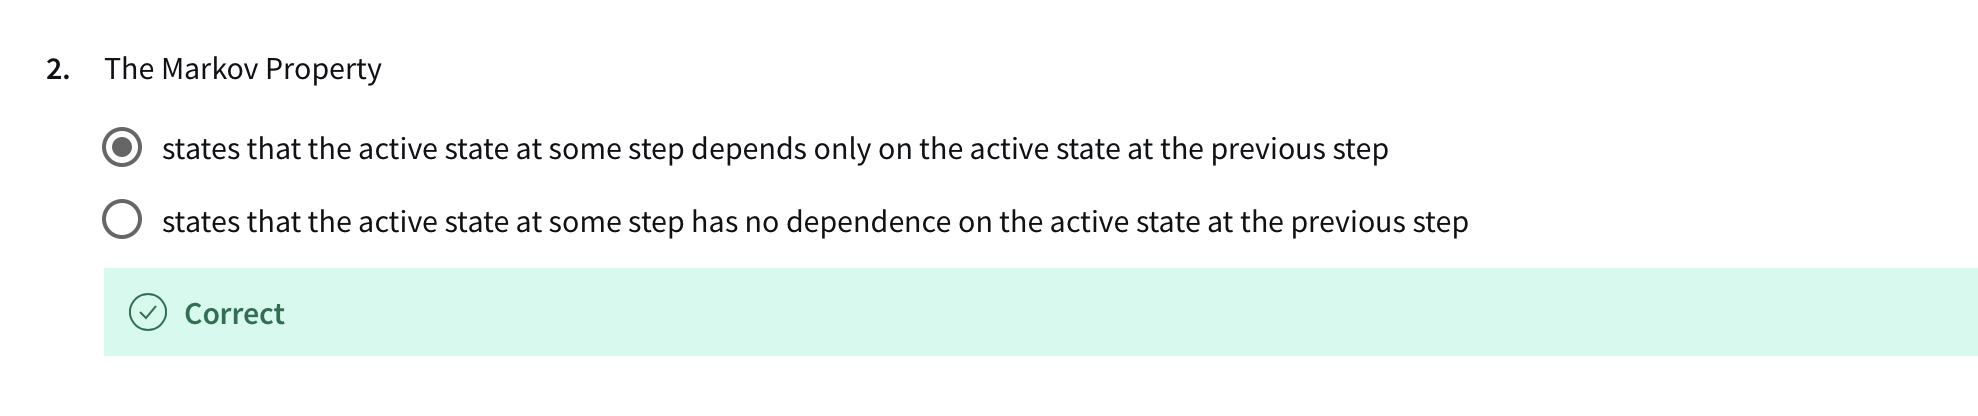 2. The Markov Property
states that the active state at some step depends only on the active state at the previous step
states that the active state at some step has no dependence on the active state at the previous step
Correct